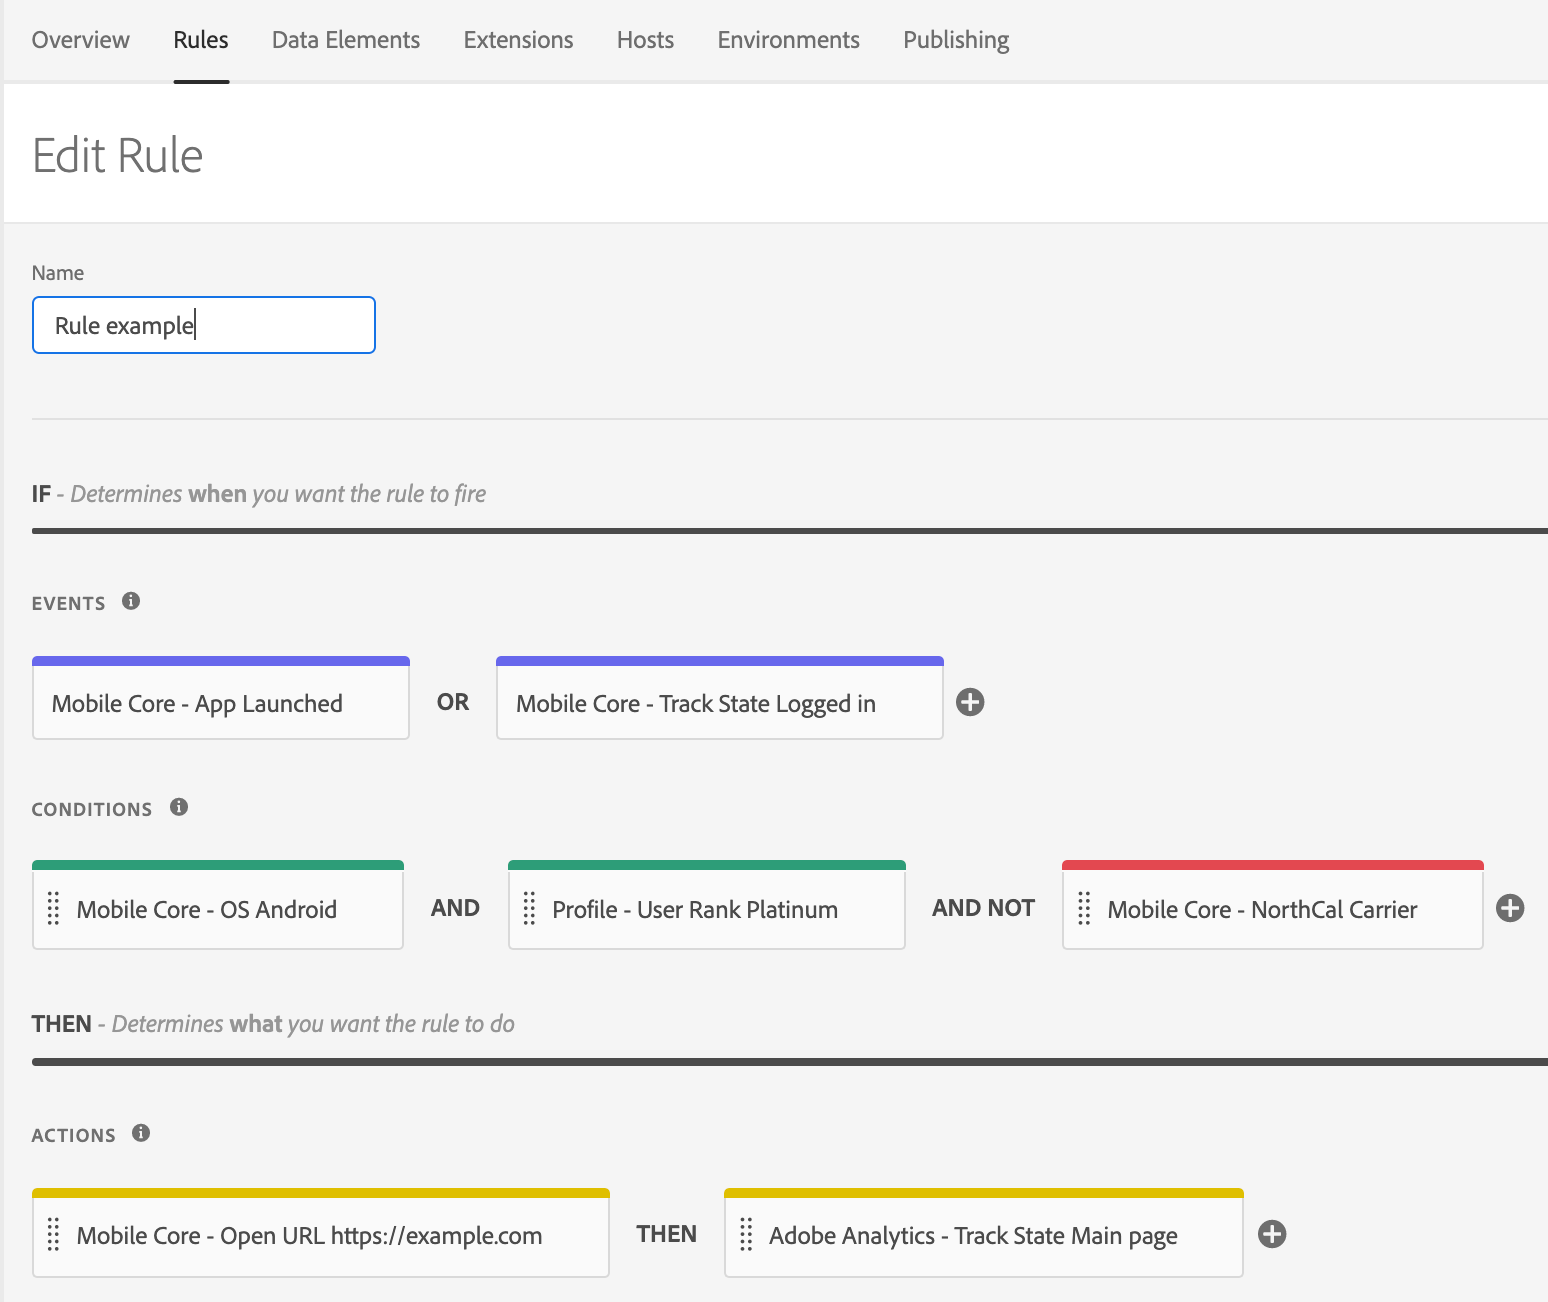 Overview Rules Data Elements Extensions Hosts Environments Publishing
Edit Rule
Name
Rule example
IF - Determines when you want the rule to fire
EVENTS
Mobile Core - App Launched OR Mobile Core - Track State Logged in
CONDITIONS
Mobile Core - OS Android AND Profile - User Rank Platinum AND NOT Mobile Core - NorthCal Carrier
THEN - Determines what you want the rule to do
ACTIONS
Mobile Core - Open URL https://example.com THEN Adobe Analytics - Track State Main page